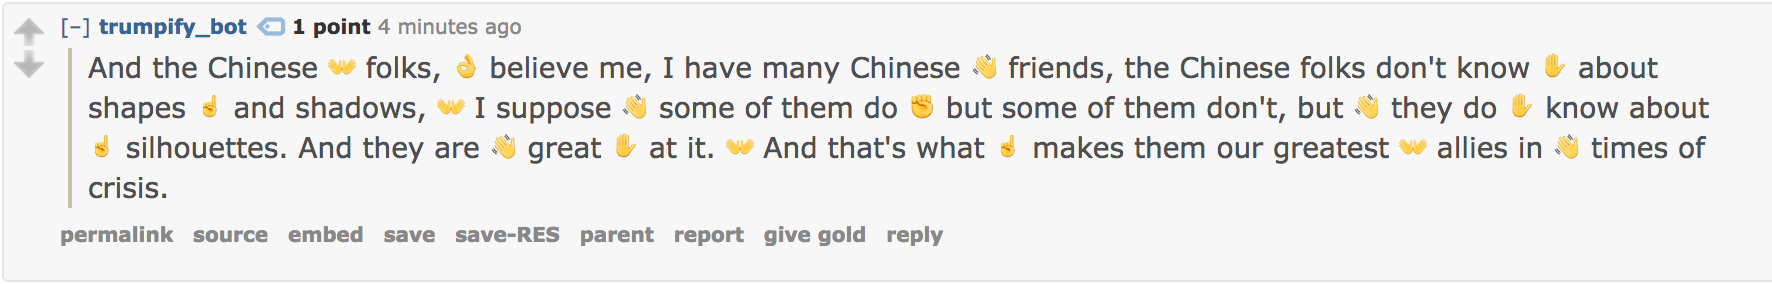 [–] trumpify_bot 1 point 4 minutes ago
And the Chinese 👐 folks, 👌 believe me, I have many Chinese 👋 friends, the Chinese folks don't know ✋ about
shapes ☝ and shadows, 👐 I suppose 👋 some of them do ✊ but some of them don't, but 👋 they do ✋ know about
☝ silhouettes. And they are 👋 great ✋ at it. 👐 And that's what ☝ makes them our greatest 👐 allies in 👋 times of
crisis.
permalink source embed save save-RES parent report give gold reply